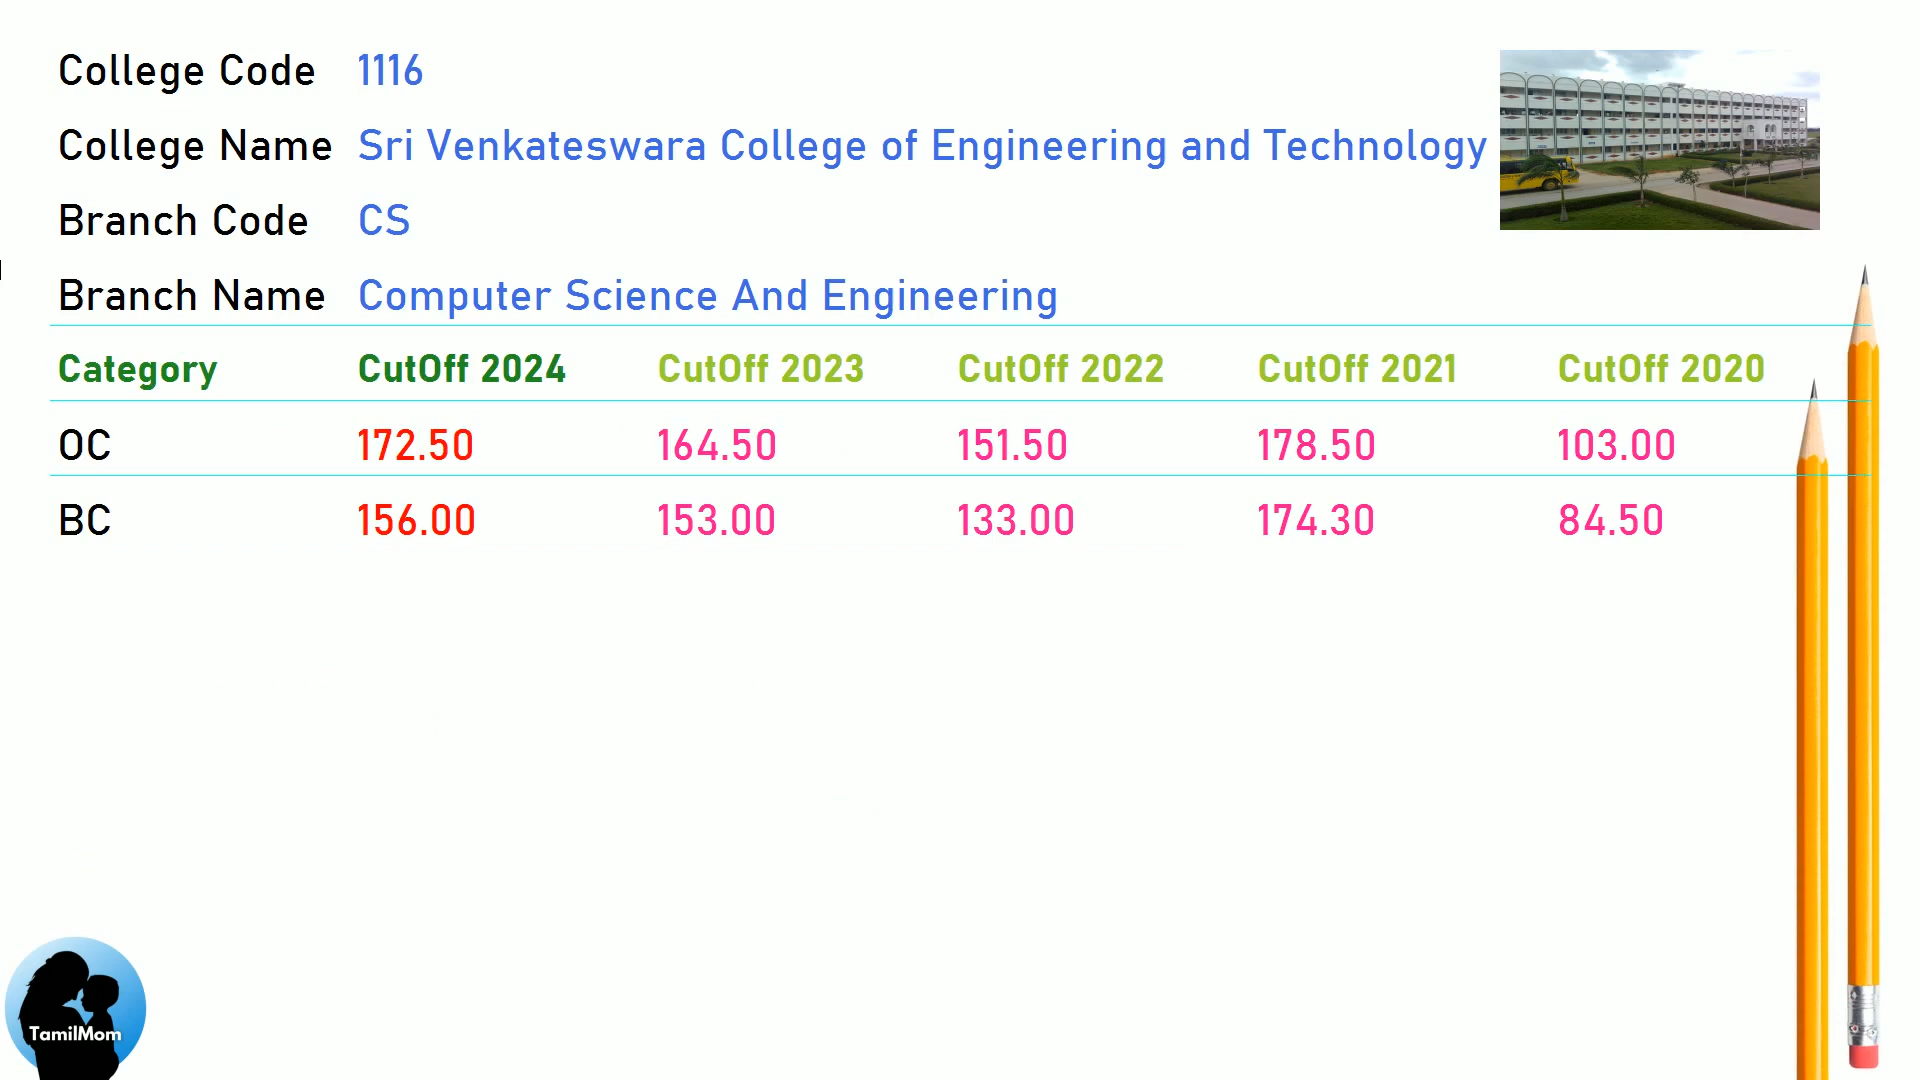 College Code 1116
College Name Sri Venkateswara College of Engineering and Technology
Branch Code CS
Branch Name Computer Science And Engineering
Category CutOff 2024 CutOff 2023 CutOff 2022 CutOff 2021 CutOff 2020
OC 172.50 164.50 151.50 178.50 103.00
BC 156.00 153.00 133.00 174.30 84.50
TamilMom